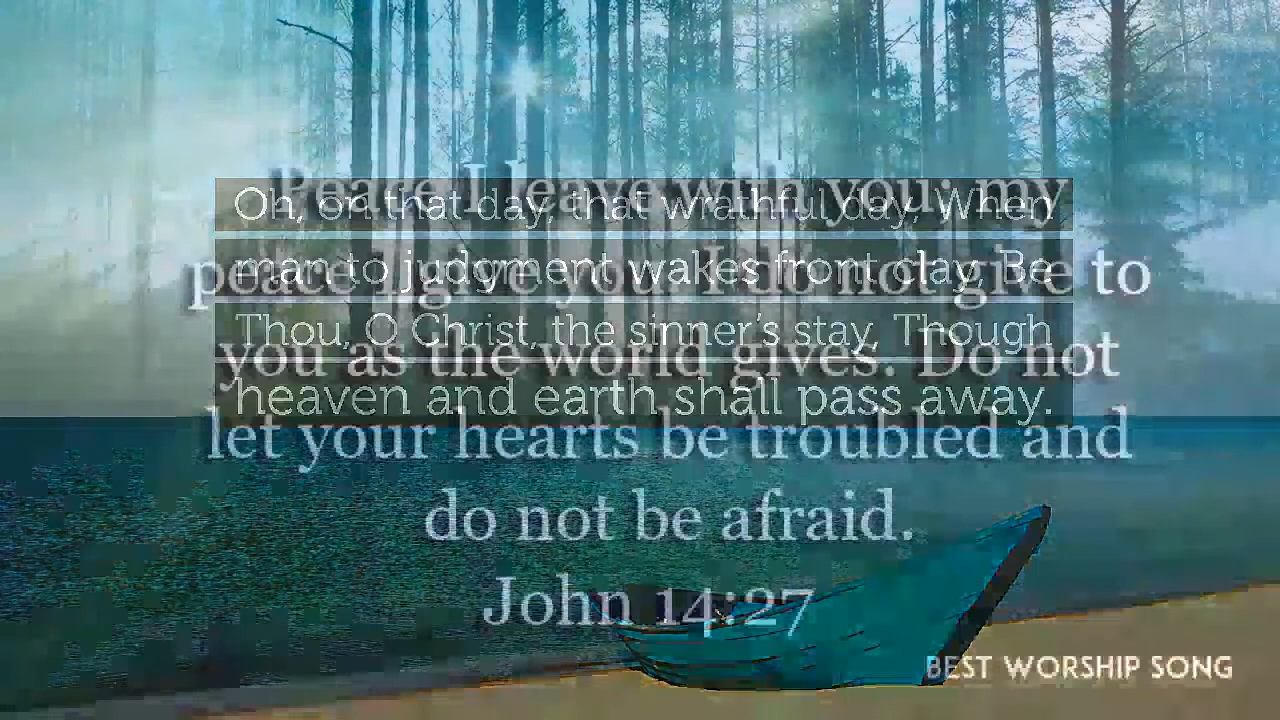 Peace I leave with you; my
peace I give you. I do not give to
you as the world gives. Do not
let your hearts be troubled and
do not be afraid.
John 14:27
Oh, on that day, that wrathful day, When
man to judgment wakes from clay, Be
Thou, O Christ, the sinner's stay, Though
heaven and earth shall pass away.
BEST WORSHIP SONG